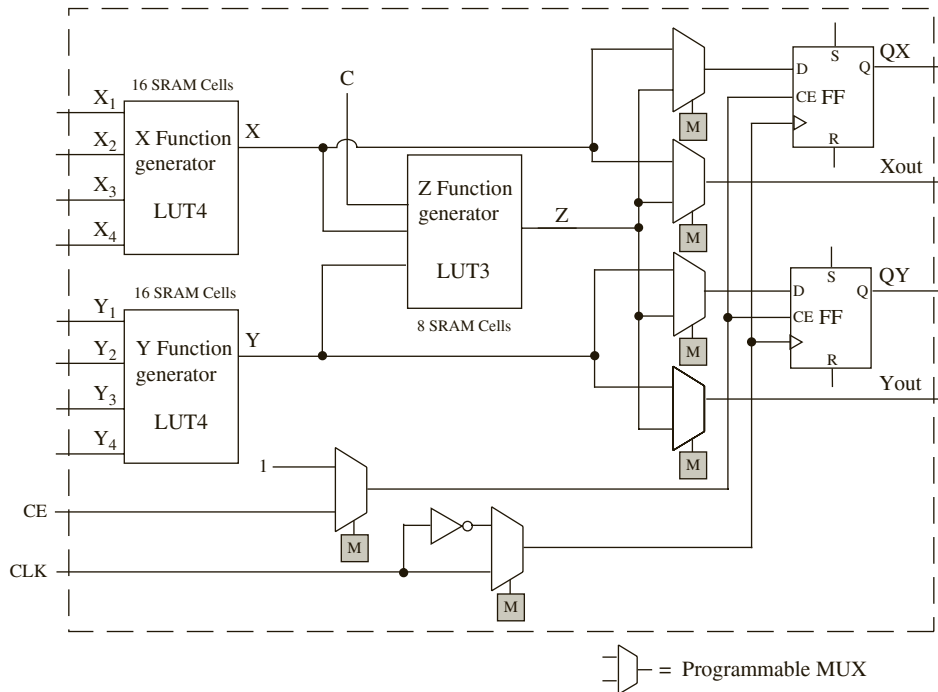 16 SRAM Cells
X₁
X₂
X₃
X₄
X Function
generator
LUT4
X
C
Z Function
generator
LUT3
8 SRAM Cells
Z
16 SRAM Cells
Y₁
Y₂
Y₃
Y₄
Y Function
generator
LUT4
Y
1
CE
M
CLK
M
M
M
M
M
S
D
Q
CE
FF
R
QX
Xout
S
D
Q
CE
FF
R
QY
Yout
= Programmable MUX